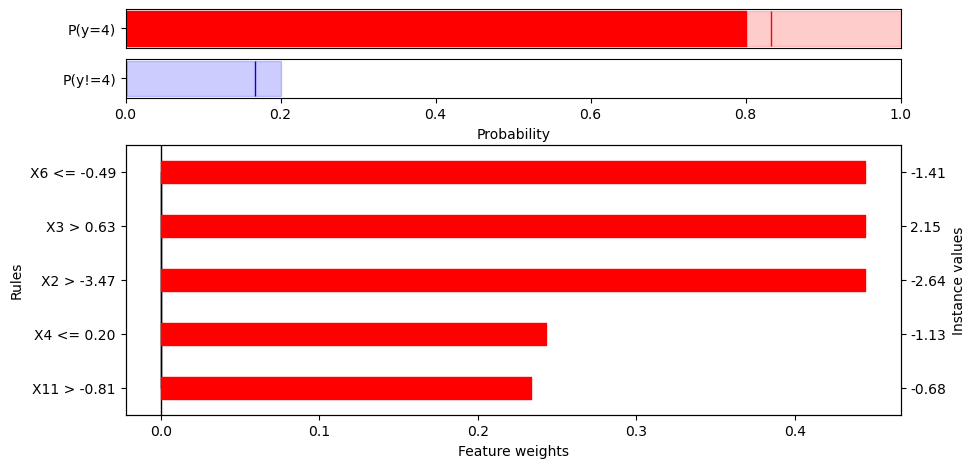 P(y=4)
P(y!=4)
0.0 0.2 0.4 0.6 0.8 1.0
Probability
X6 <= -0.49 -1.41
X3 > 0.63 2.15
X2 > -3.47 -2.64
X4 <= 0.20 -1.13
X11 > -0.81 -0.68
Rules
Instance values
0.0 0.1 0.2 0.3 0.4
Feature weights